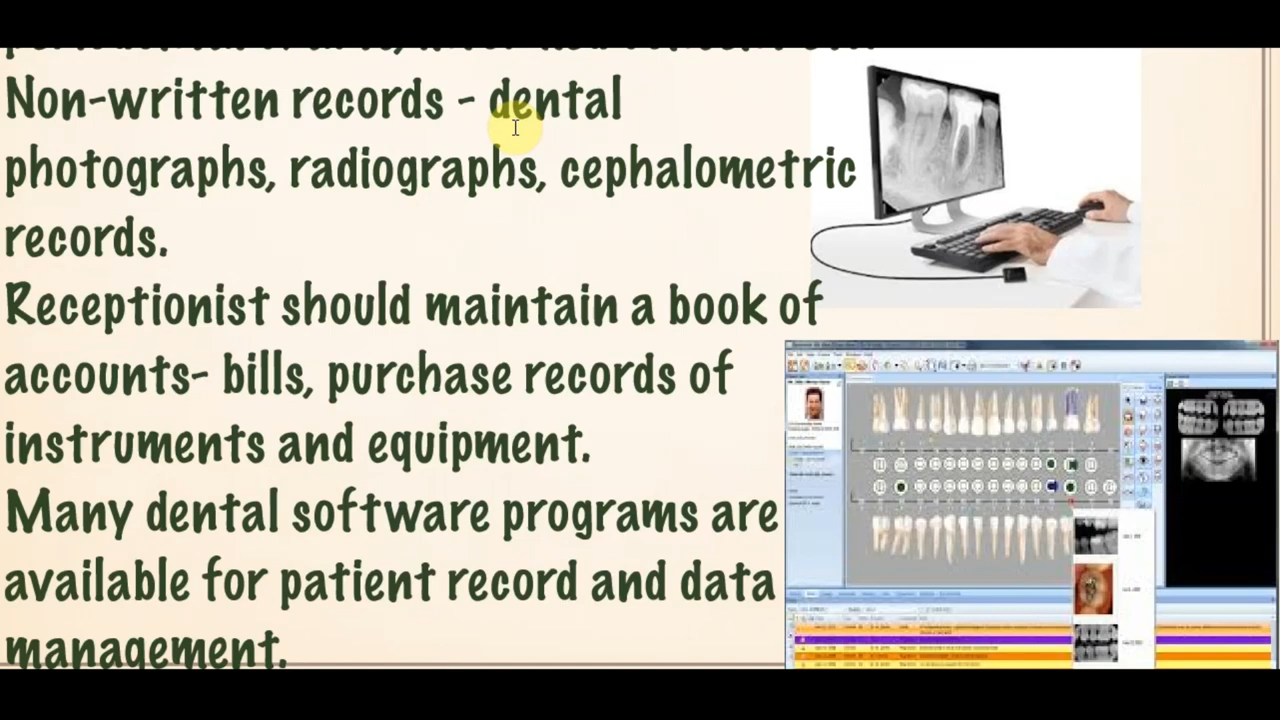 Non-written records - dental
photographs, radiographs, cephalometric
records.
Receptionist should maintain a book of
accounts- bills, purchase records of
instruments and equipment.
Many dental software programs are
available for patient record and data
management.